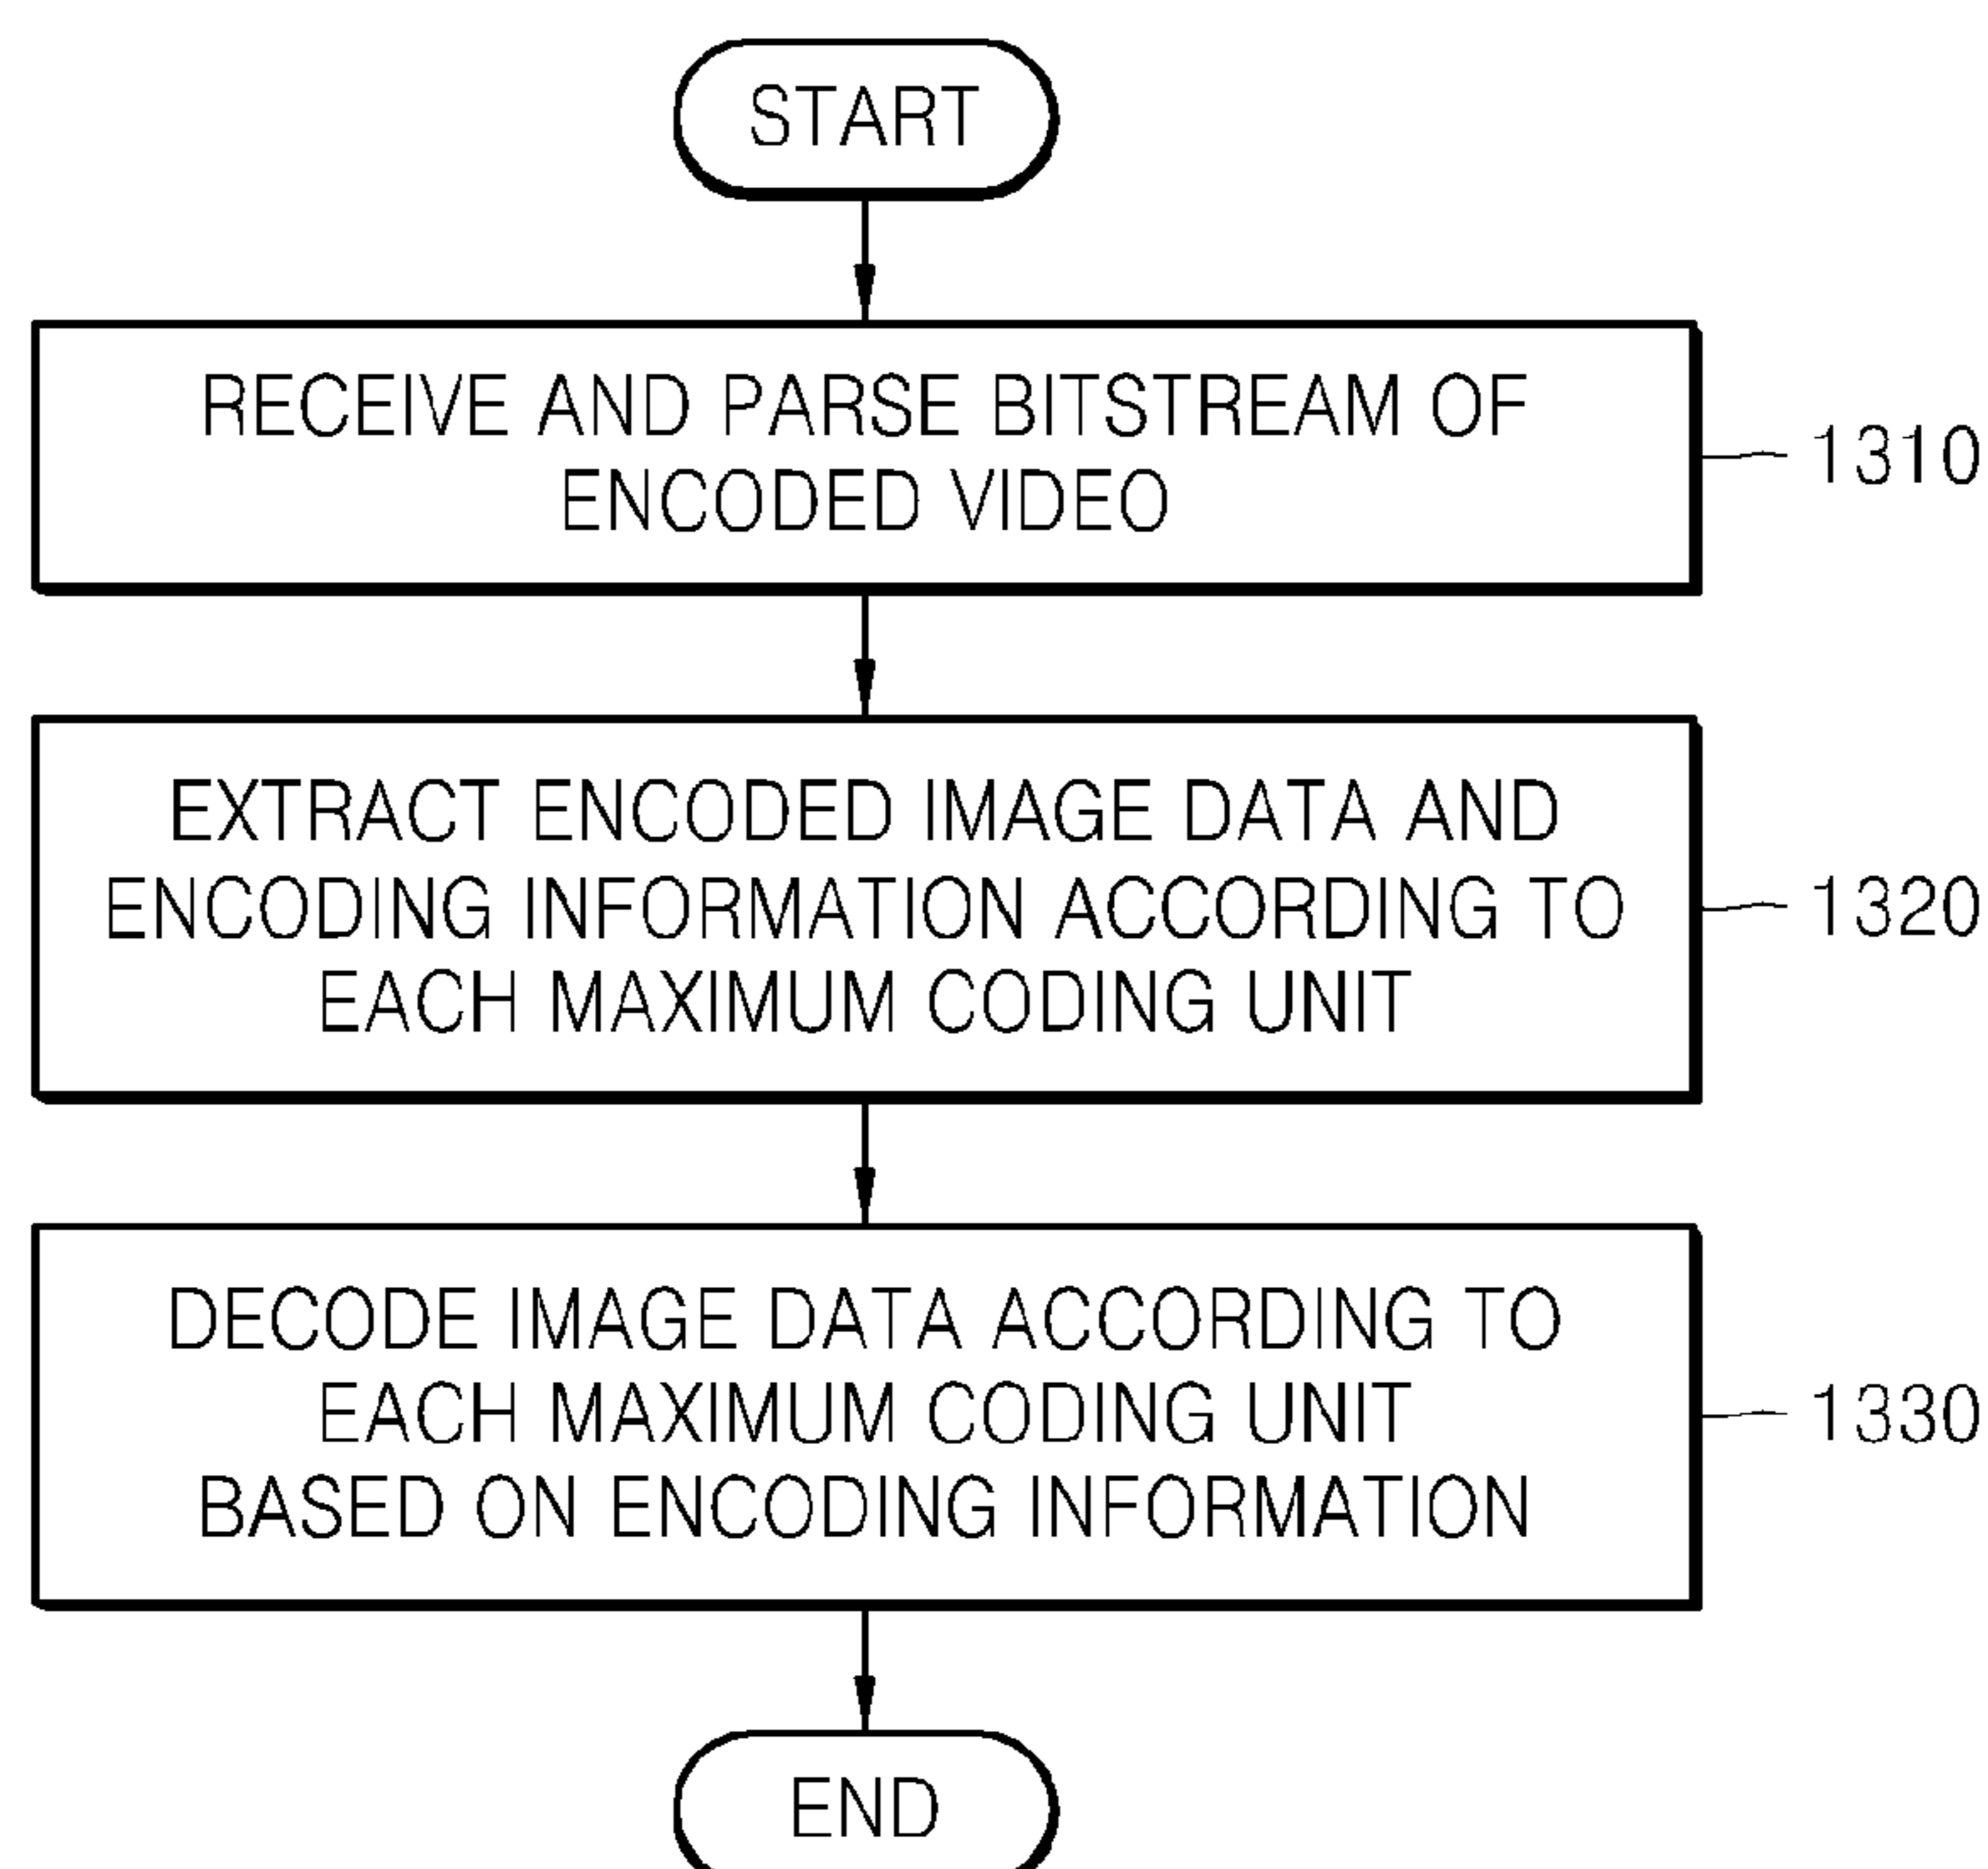 START
RECEIVE AND PARSE BITSTREAM OF
ENCODED VIDEO
1310
EXTRACT ENCODED IMAGE DATA AND
ENCODING INFORMATION ACCORDING TO
EACH MAXIMUM CODING UNIT
1320
DECODE IMAGE DATA ACCORDING TO
EACH MAXIMUM CODING UNIT
BASED ON ENCODING INFORMATION
1330
END